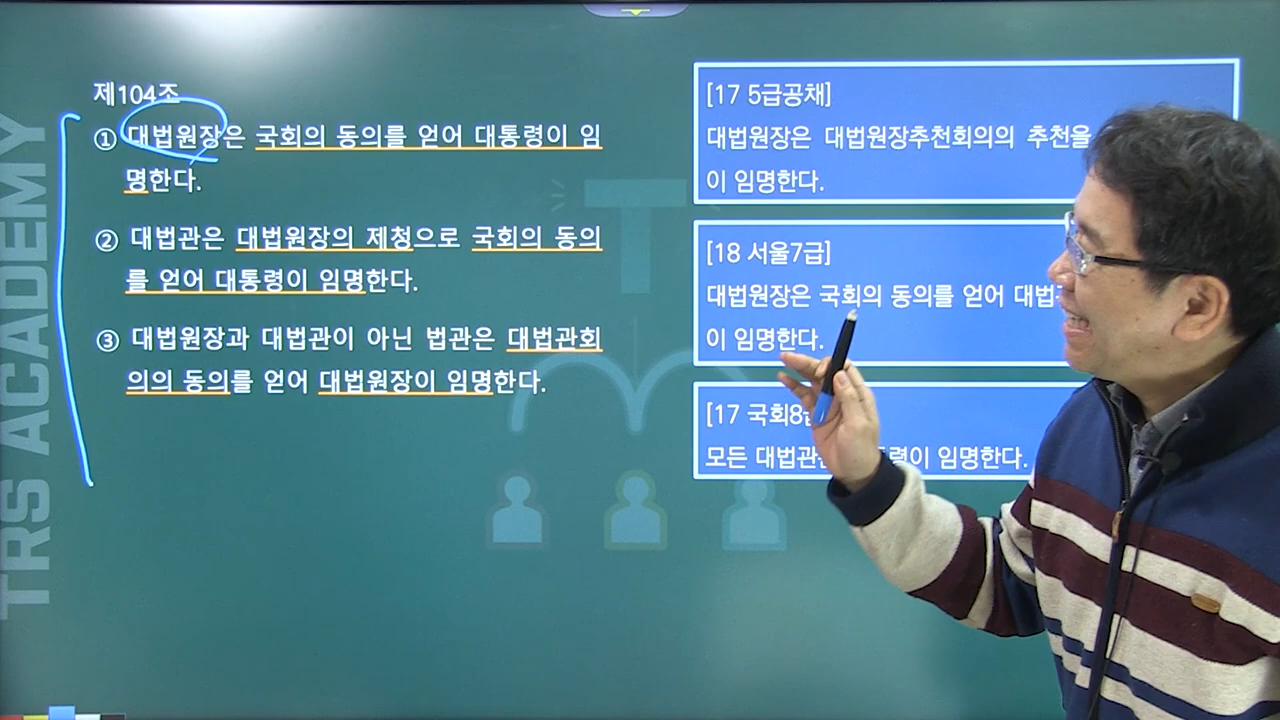 TRS ACADEMY
제104조
① 대법원장은 국회의 동의를 얻어 대통령이 임
명한다.
② 대법관은 대법원장의 제청으로 국회의 동의
를 얻어 대통령이 임명한다.
③ 대법원장과 대법관이 아닌 법관은 대법관회
의의 동의를 얻어 대법원장이 임명한다.
[17 5급공채]
대법원장은 대법원장추천회의의 추천을
이 임명한다.
[18 서울7급]
대법원장은 국회의 동의를 얻어
이 임명한다.
[17 국회8급
모든 임명한다.